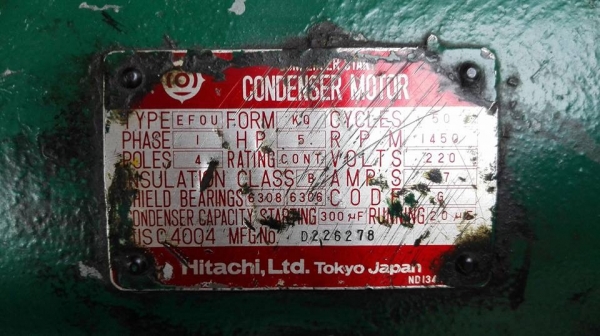 CONDENSER MOTOR
TYPE EFOU FORM KQ CYCLES 50
PHASE 1 HP 5. R.P.M. 1450
POLES 4 RATING CONT VOLTS 220
INSULATION CLASS B AMPS
SHIELD BEARINGS 6308 6306 CODE G
CONDENSER CAPACITY STARTING 300 μF RUNNING 20 μF
JISC 4004 MFG.No. D226278
Hitachi, Ltd. Tokyo Japan